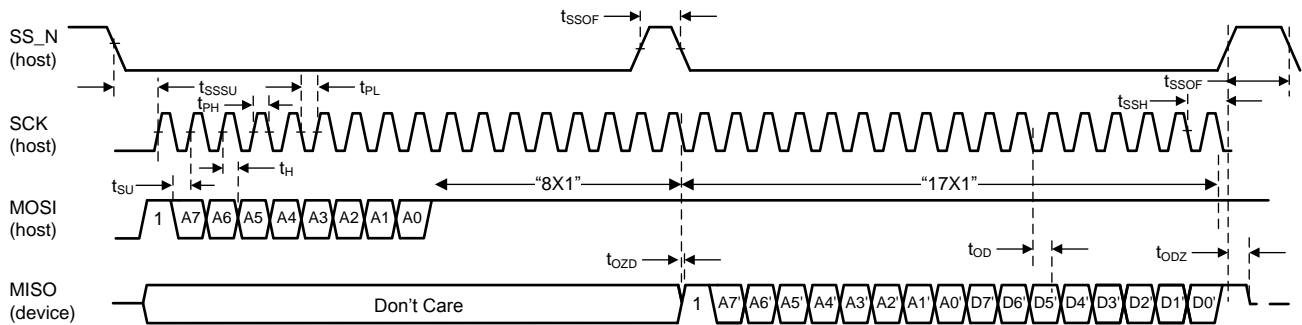 SS_N
(host)
tSSOF
tSSSU
tPL
tPH
tSSH
tSSOF
SCK
(host)
tSU
tH
“8X1”
“17X1”
MOSI
(host)
1 A7 A6 A5 A4 A3 A2 A1 A0
tOZD
tOD
tODZ
MISO
(device)
Don't Care
1 A7' A6' A5' A4' A3' A2' A1' A0' D7' D6' D5' D4' D3' D2' D1' D0'